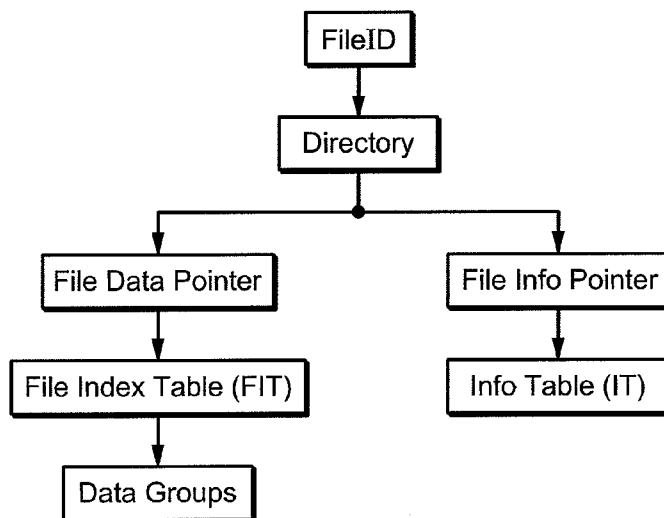 FileID
Directory
File Data Pointer
File Info Pointer
File Index Table (FIT)
Info Table (IT)
Data Groups